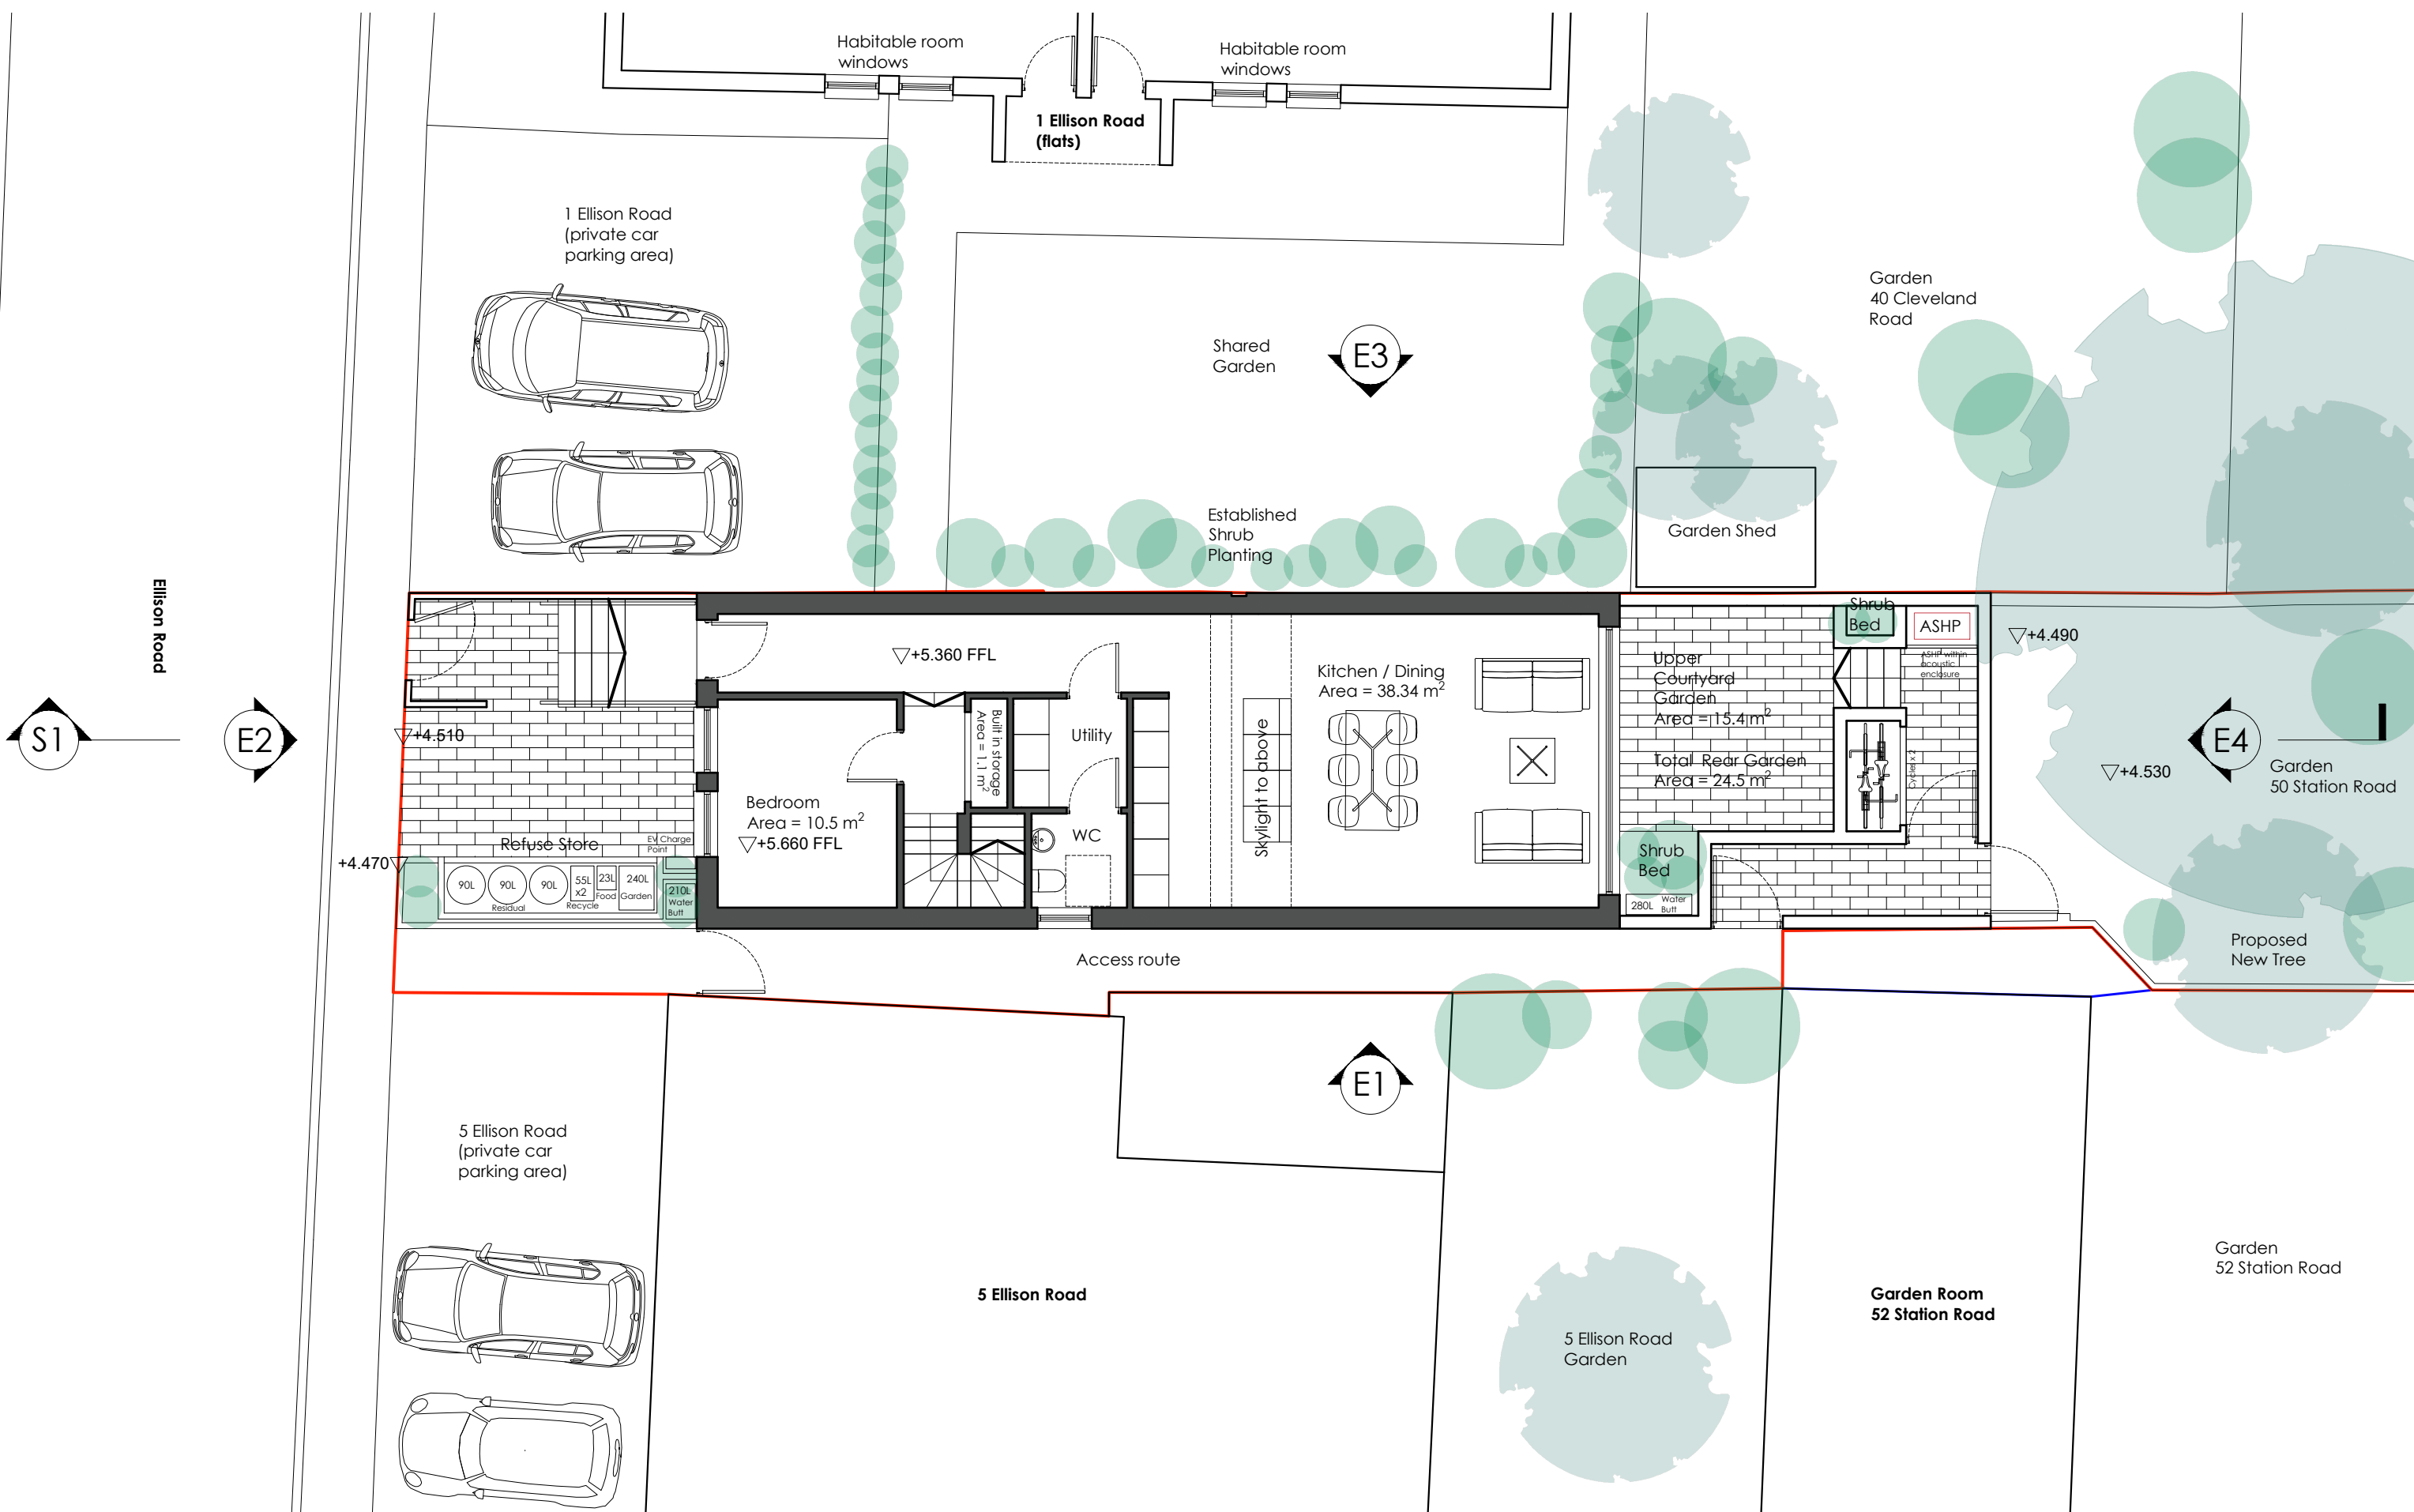 Habitable room
windows
Habitable room
windows
1 Ellison Road
(flats)
1 Ellison Road
(private car
parking area)
Garden
40 Cleveland
Road
Shared
Garden
E3
Established
Shrub
Planting
Garden Shed
Ellison Road
Shrub
Bed
ASHP
ASHP within
acoustic
enclosure
+4.490
+5.360 FFL
Kitchen / Dining
Area = 38.34 m²
Upper
Courtyard
Garden
Area = 15.4 m²
Total Rear Garden
Area = 24.5 m²
Cycles x 2
Built in storage
Area = 1.1 m²
Utility
Skylight to above
S1
E2
+4.510
E4
+4.530
Garden
50 Station Road
Bedroom
Area = 10.5 m²
+5.660 FFL
WC
Refuse Store
EV Charge
Point
+4.470
90L
90L
90L
Residual
55L
x2
Recycle
23L
Food
240L
Garden
210L
Water
Butt
Shrub
Bed
280L
Water
Butt
Access route
Proposed
New Tree
E1
5 Ellison Road
(private car
parking area)
5 Ellison Road
5 Ellison Road
Garden
Garden Room
52 Station Road
Garden
52 Station Road